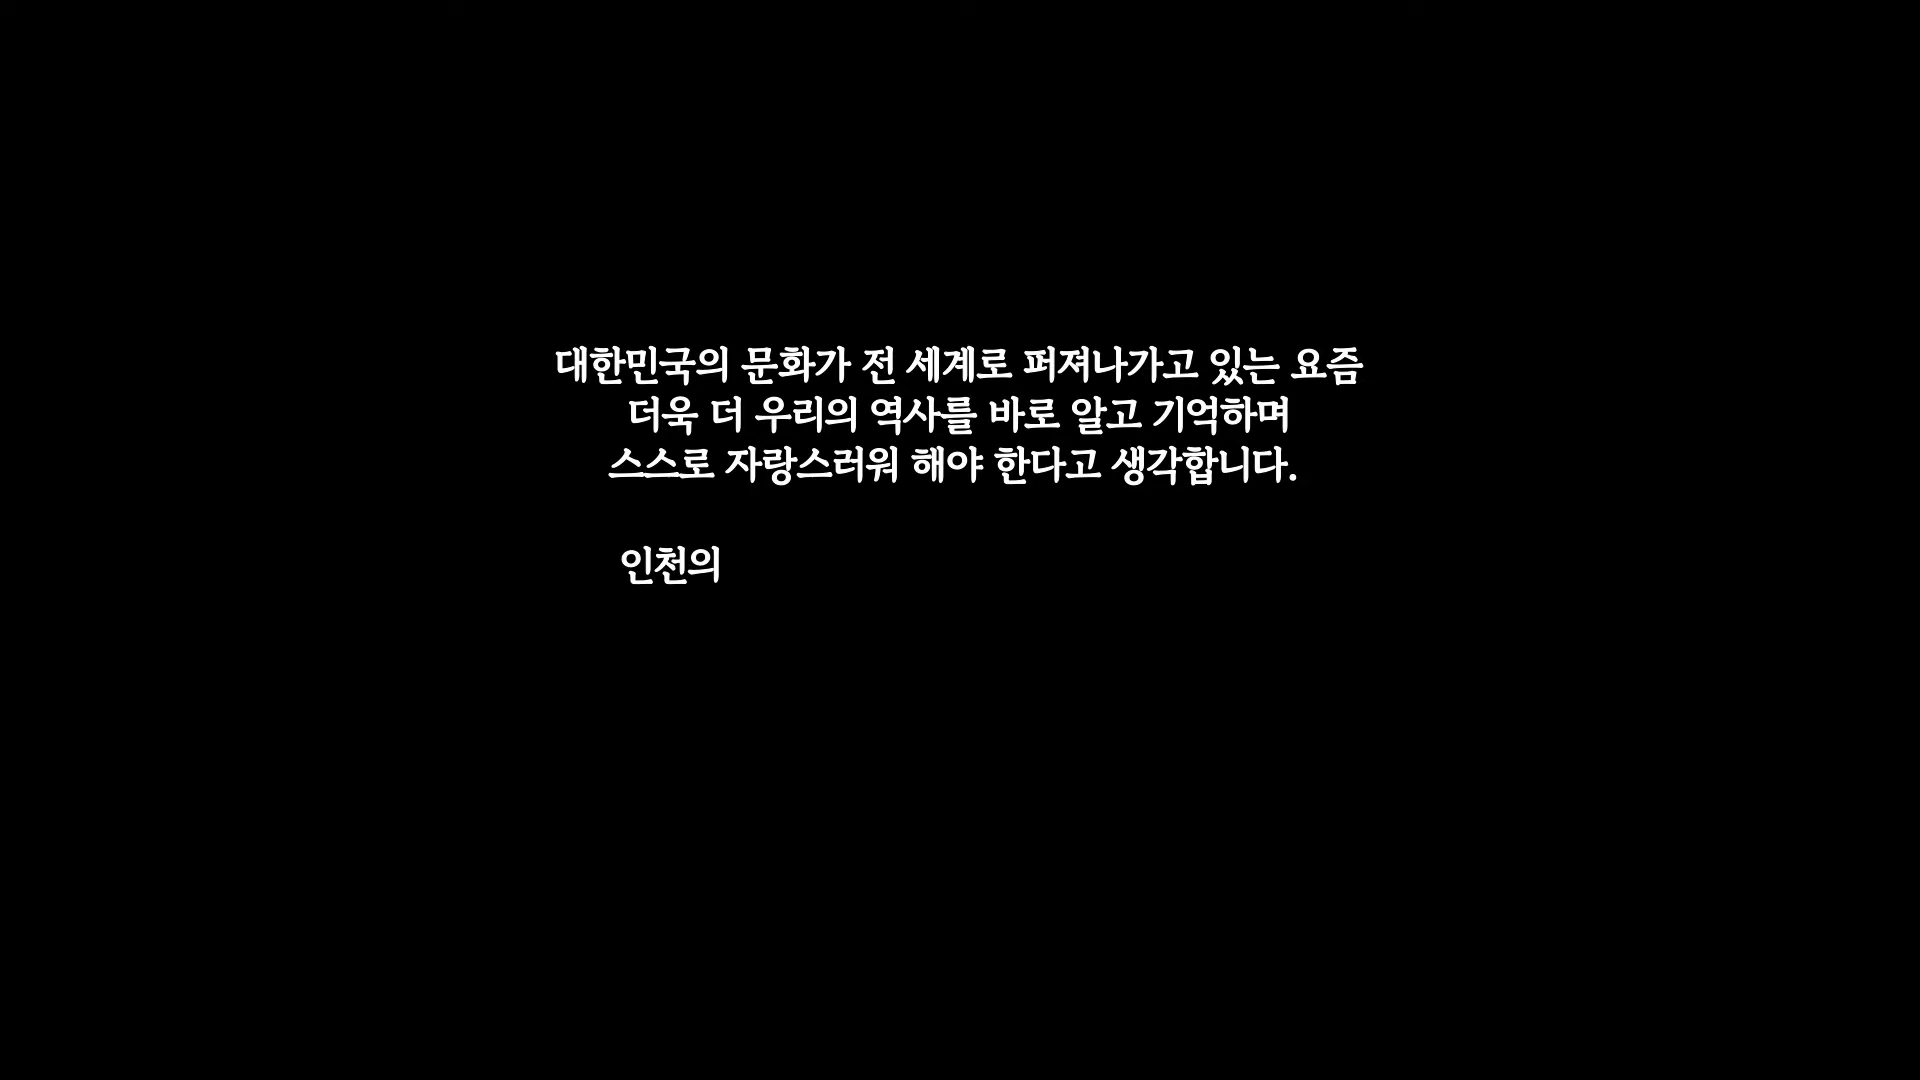 대한민국의 문화가 전 세계로 퍼져나가고 있는 요즘
더욱 더 우리의 역사를 바로 알고 기억하며
스스로 자랑스러워 해야 한다고 생각합니다.
인천의